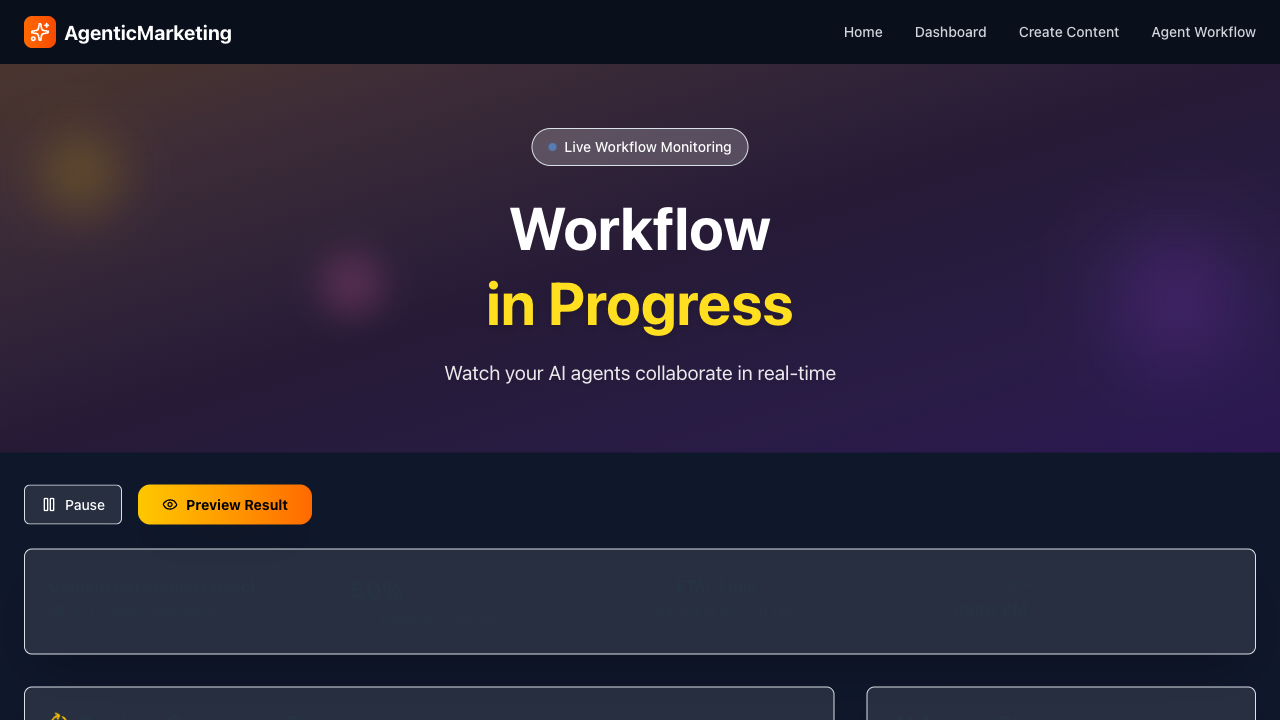 AgenticMarketing
Home
Dashboard
Create Content
Agent Workflow
Live Workflow Monitoring
Workflow
in Progress
Watch your AI agents collaborate in real-time
Pause
Preview Result